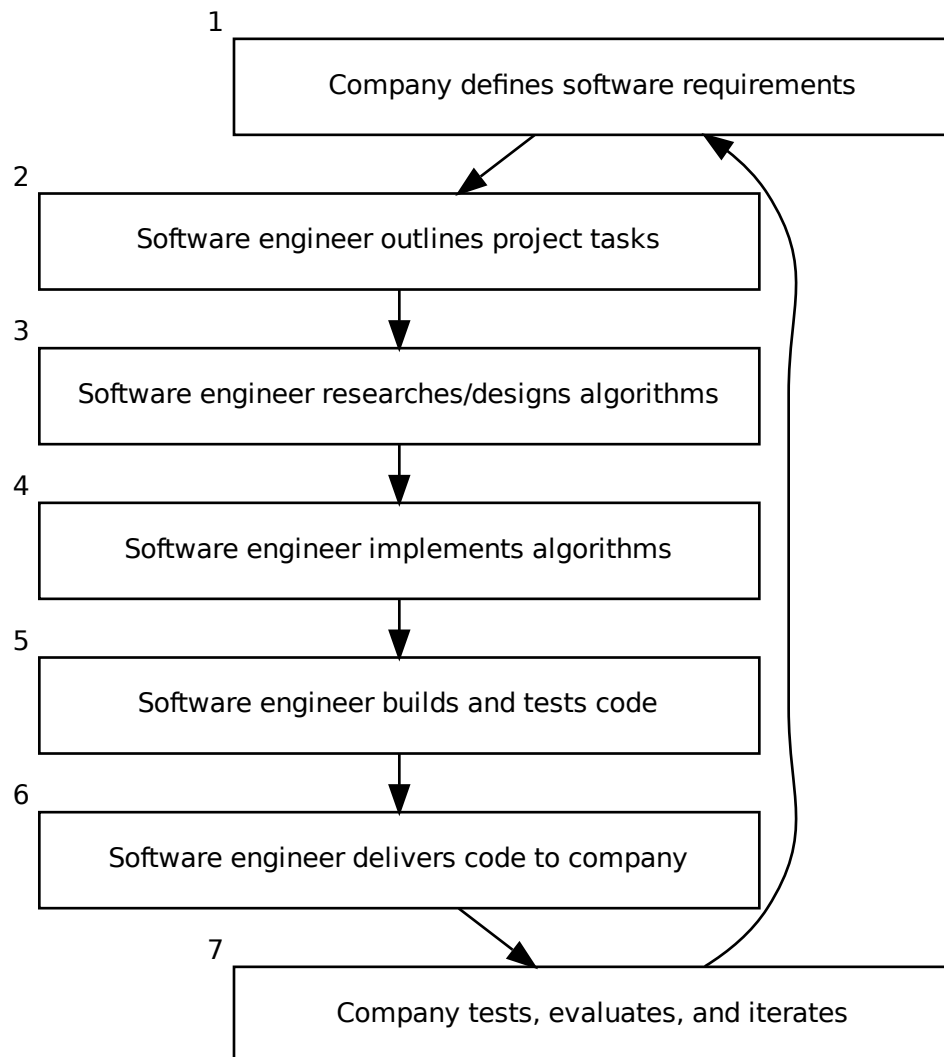 1
Company defines software requirements
2
Software engineer outlines project tasks
3
Software engineer researches/designs algorithms
4
Software engineer implements algorithms
5
Software engineer builds and tests code
6
Software engineer delivers code to company
7
Company tests, evaluates, and iterates